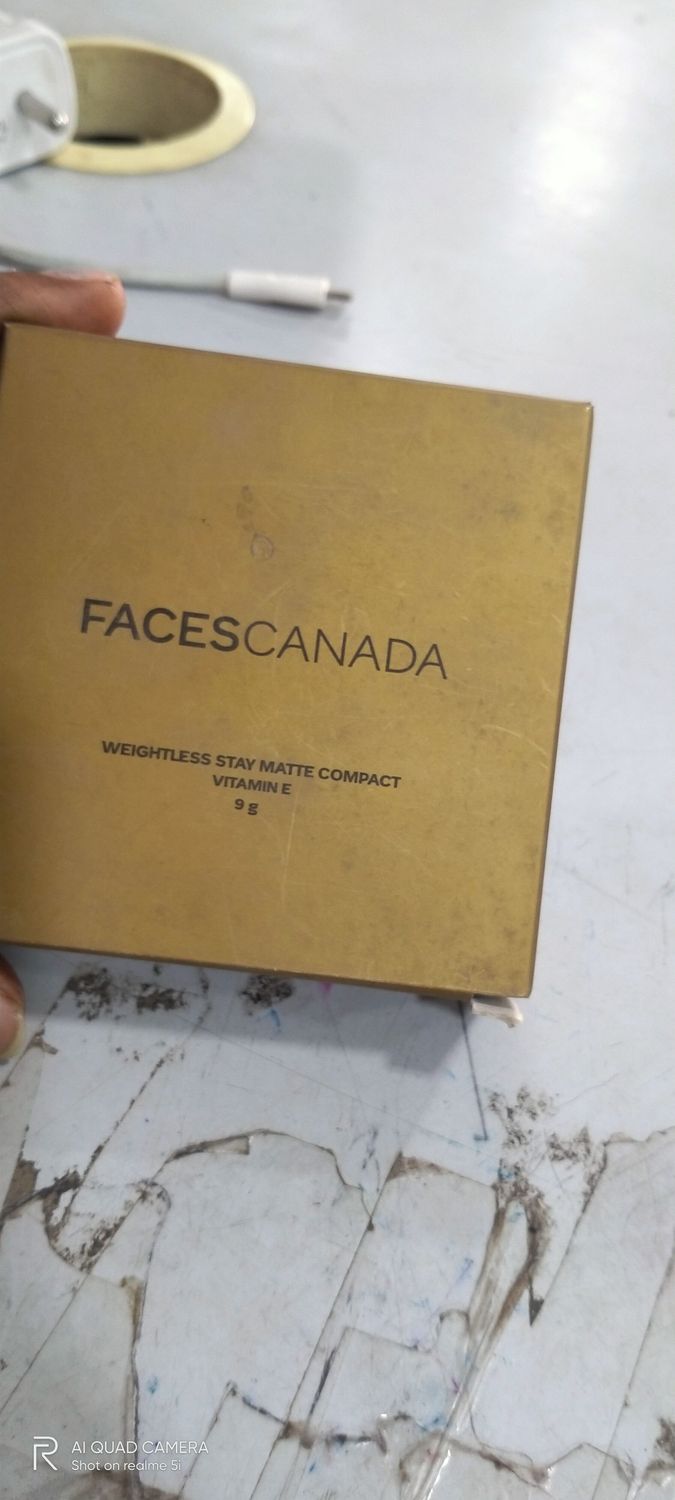 FACESCANADA
WEIGHTLESS STAY MATTE COMPACT
VITAMIN E
9 g
R AI QUAD CAMERA
Shot on realme 5i